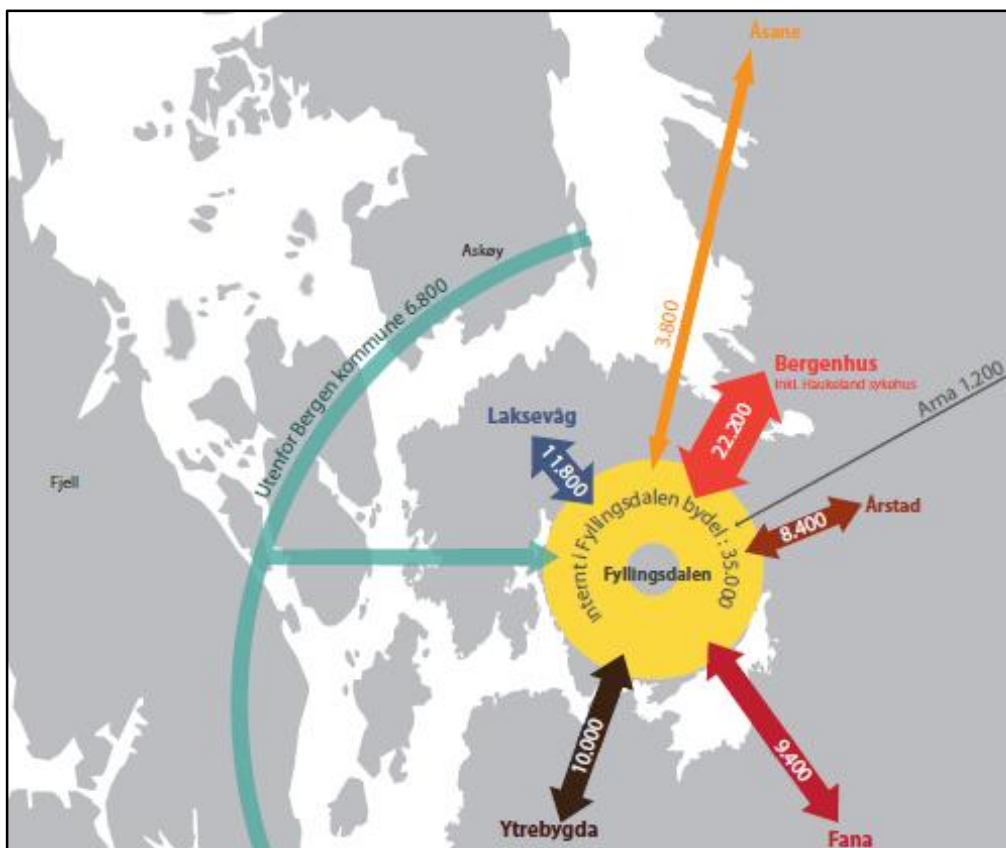 Åsane
Askøy
Utenfor Bergen kommune 6.800
3.800
Bergenhus
Inkl. Haukeland sykehus
22.200
Arna 1.200
Laksevåg
11.800
Fjell
Årstad
8.400
Internt i Fyllingsdalen bydel : 35.000
Fyllingsdalen
10.000
9.400
Ytrebygda
Fana